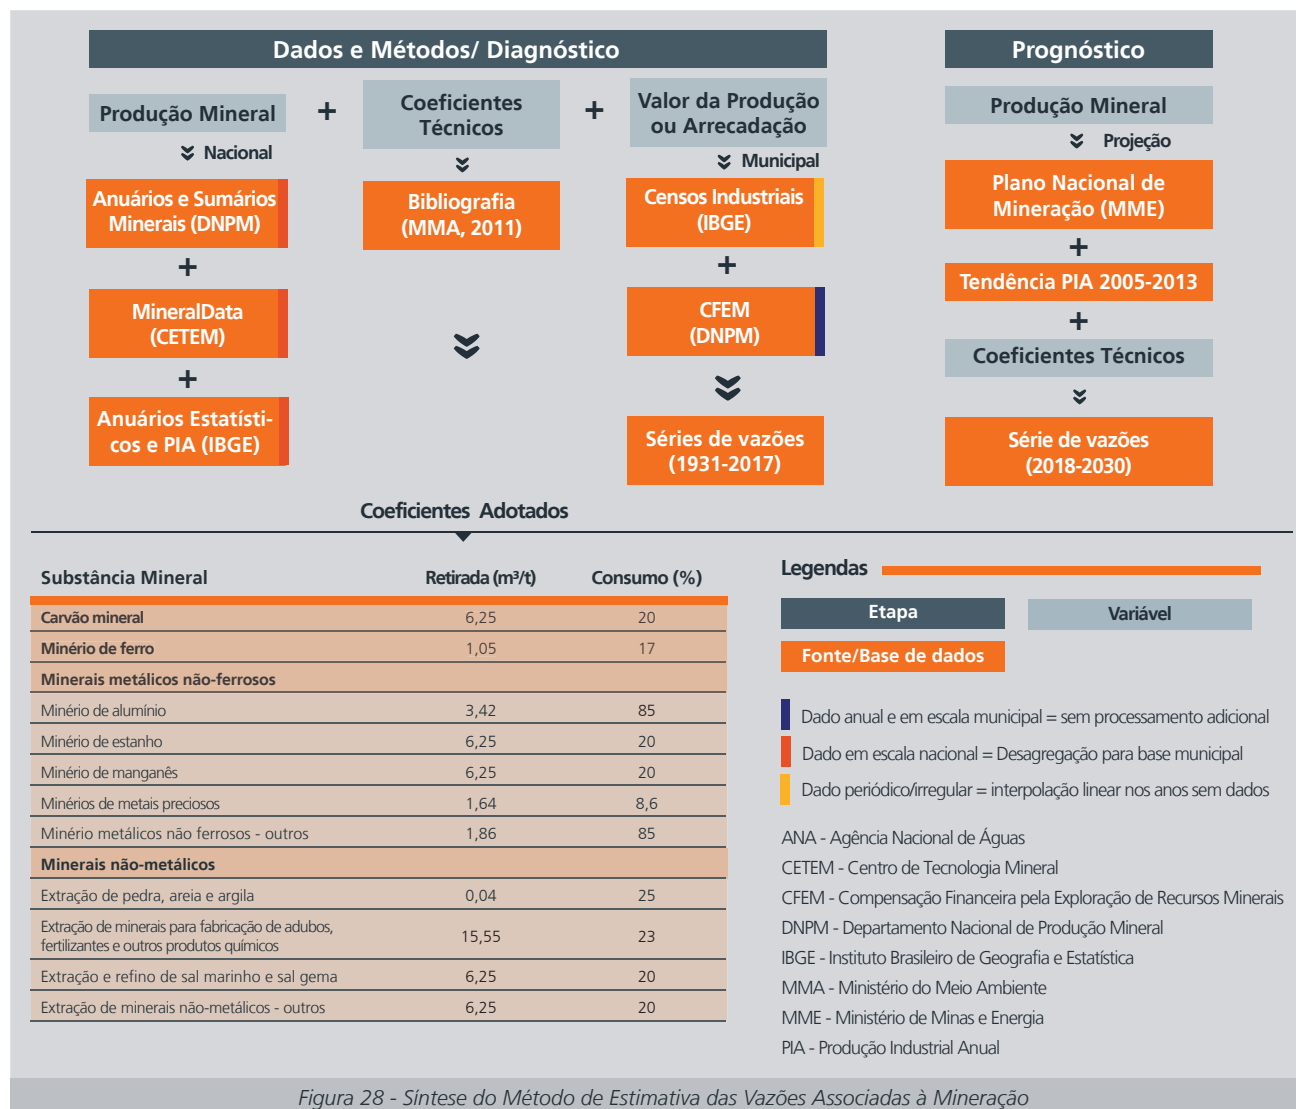 Dados e Métodos/ Diagnóstico
Produção Mineral
+
Coeficientes
Técnicos
+
Valor da Produção
ou Arrecadação
Nacional
Municipal
Anuários e Sumários
Minerais (DNPM)
+
MineralData
(CETEM)
+
Anuários Estatísti-
cos e PIA (IBGE)
Bibliografia
(MMA, 2011)
Censos Industriais
(IBGE)
+
CFEM
(DNPM)
Séries de vazões
(1931-2017)
Prognóstico
Produção Mineral
Projeção
Plano Nacional de
Mineração (MME)
+
Tendência PIA 2005-2013
+
Coeficientes Técnicos
Série de vazões
(2018-2030)
Coeficientes Adotados
Substância Mineral Retirada (m³/t) Consumo (%)
Carvão mineral 6,25 20
Minério de ferro 1,05 17
Minerais metálicos não-ferrosos
Minério de alumínio 3,42 85
Minério de estanho 6,25 20
Minério de manganês 6,25 20
Minérios de metais preciosos 1,64 8,6
Minério metálicos não ferrosos - outros 1,86 85
Minerais não-metálicos
Extração de pedra, areia e argila 0,04 25
Extração de minerais para fabricação de adubos,
fertilizantes e outros produtos químicos 15,55 23
Extração e refino de sal marinho e sal gema 6,25 20
Extração de minerais não-metálicos - outros 6,25 20
Legendas
Etapa
Variável
Fonte/Base de dados
Dado anual e em escala municipal = sem processamento adicional
Dado em escala nacional = Desagregação para base municipal
Dado periódico/irregular = interpolação linear nos anos sem dados
ANA - Agência Nacional de Águas
CETEM - Centro de Tecnologia Mineral
CFEM - Compensação Financeira pela Exploração de Recursos Minerais
DNPM - Departamento Nacional de Produção Mineral
IBGE - Instituto Brasileiro de Geografia e Estatística
MMA - Ministério do Meio Ambiente
MME - Ministério de Minas e Energia
PIA - Produção Industrial Anual
Figura 28 - Síntese do Método de Estimativa das Vazões Associadas à Mineração